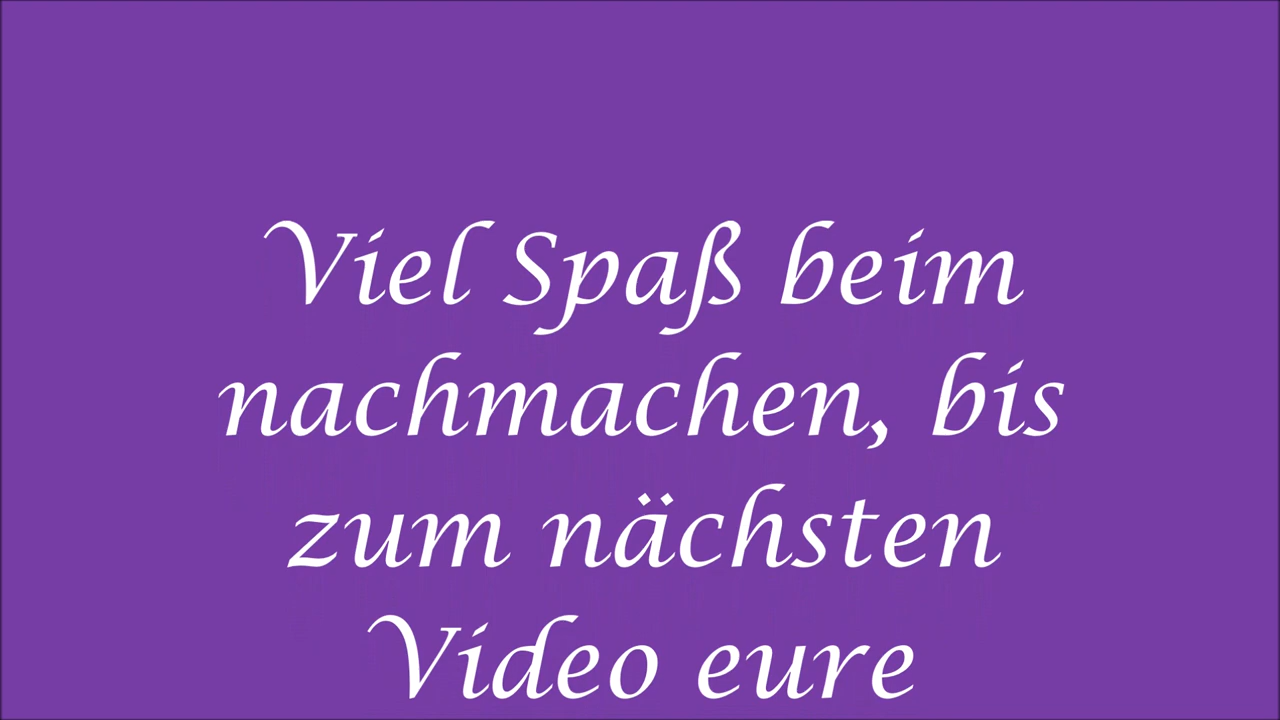 Viel Spaß beim
nachmachen, bis
zum nächsten
Video eure